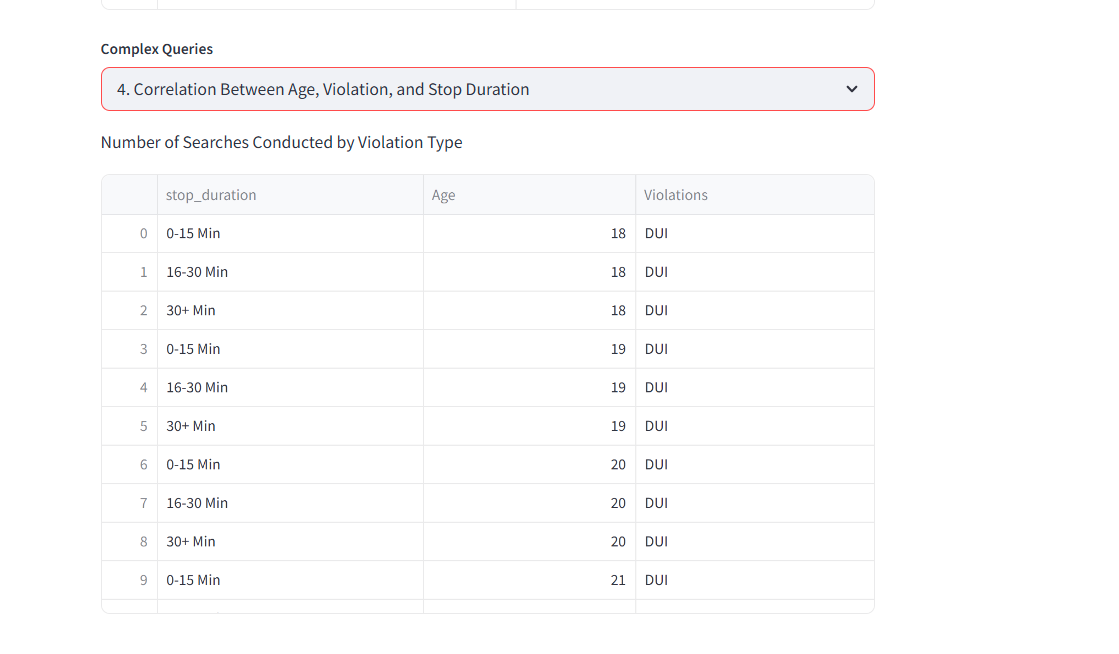 Complex Queries
4. Correlation Between Age, Violation, and Stop Duration
Number of Searches Conducted by Violation Type
stop_duration Age Violations
0 0-15 Min 18 DUI
1 16-30 Min 18 DUI
2 30+ Min 18 DUI
3 0-15 Min 19 DUI
4 16-30 Min 19 DUI
5 30+ Min 19 DUI
6 0-15 Min 20 DUI
7 16-30 Min 20 DUI
8 30+ Min 20 DUI
9 0-15 Min 21 DUI